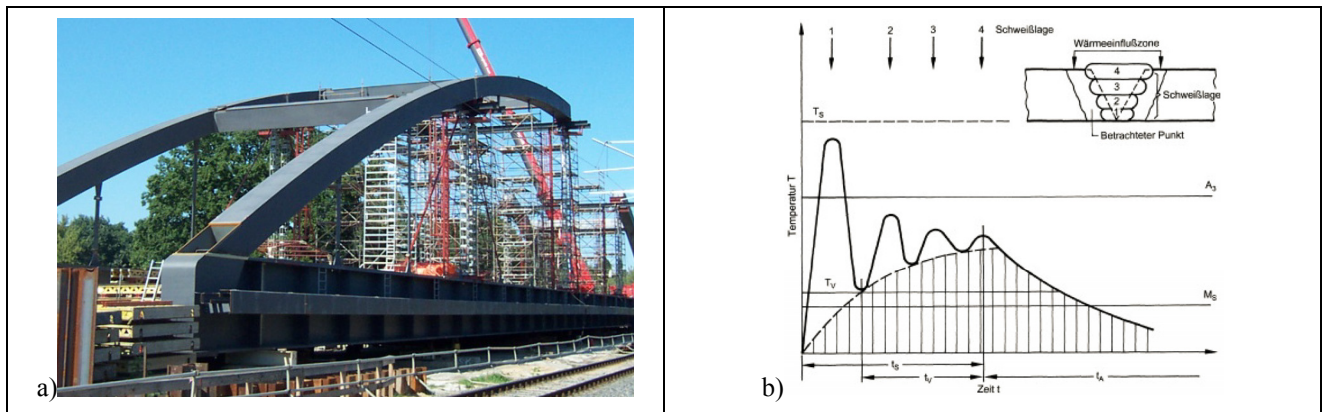 a)
1 2 3 4 Schweißlage
Wärmeeinflußzone
4
3
2
1
Schweißlage
Betrachteter Punkt
T_S
Temperatur T
A_3
T_V
M_S
t_S
t_V
t_A
Zeit t
b)